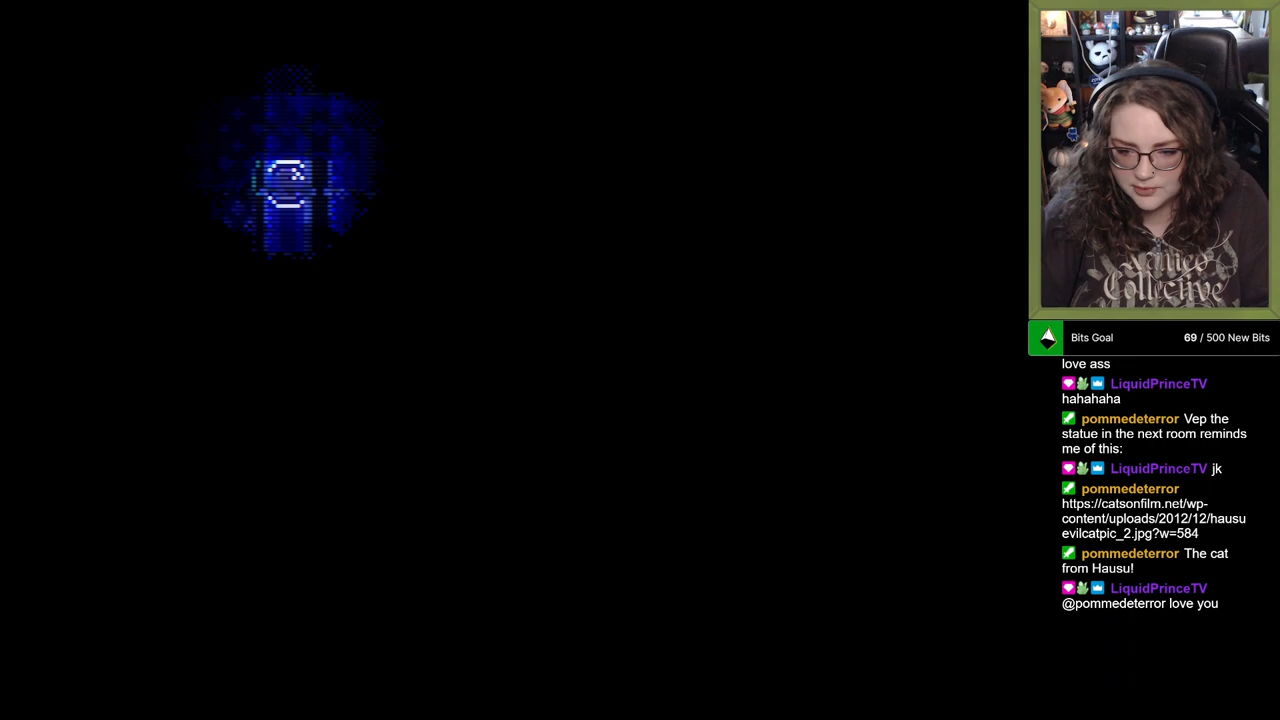 Collective
Bits Goal
69 / 500 New Bits
love ass
LiquidPrinceTV
hahahaha
pommedeterror Vep the
statue in the next room reminds
me of this:
LiquidPrinceTV jk
pommedeterror
https://catsonfilm.net/wp-
content/uploads/2012/12/hausu
evilcatpic_2.jpg?w=584
pommedeterror The cat
from Hausu!
LiquidPrinceTV
@pommedeterror love you